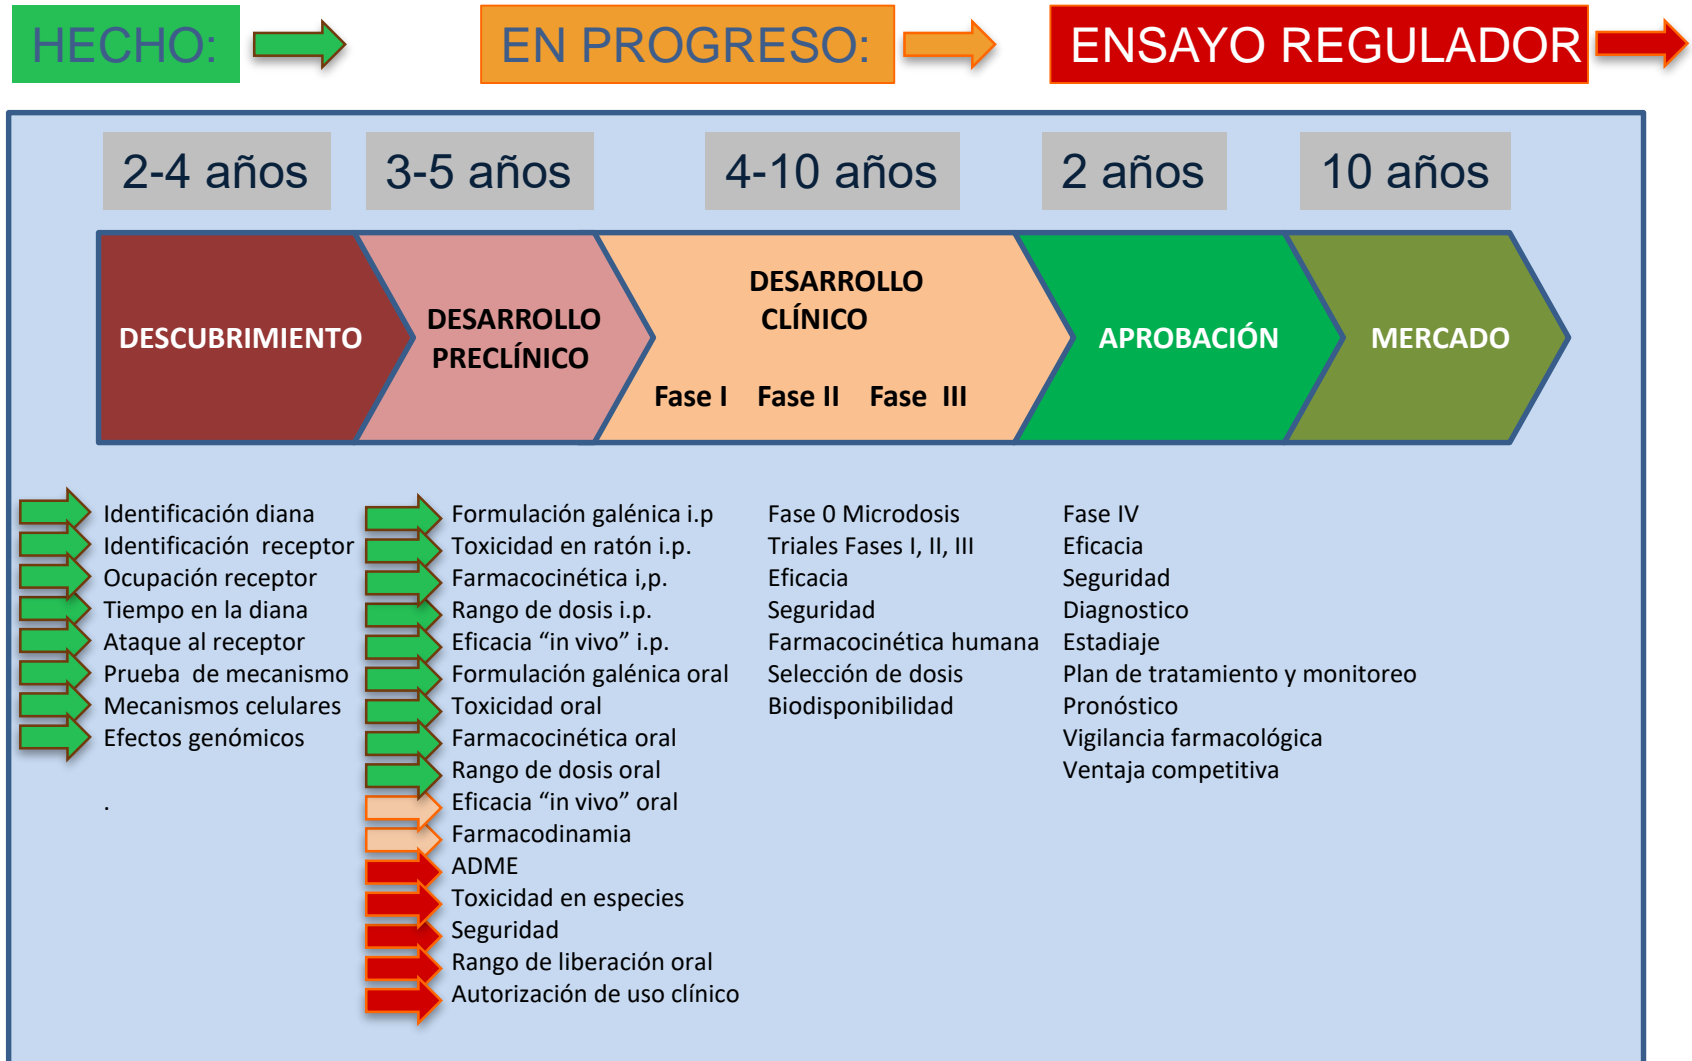 HECHO:
EN PROGRESO:
ENSAYO REGULADOR
2-4 años
3-5 años
4-10 años
2 años
10 años
DESCUBRIMIENTO
DESARROLLO
PRECLÍNICO
DESARROLLO
CLÍNICO
Fase I Fase II Fase III
APROBACIÓN
MERCADO
Identificación diana
Identificación receptor
Ocupación receptor
Tiempo en la diana
Ataque al receptor
Prueba de mecanismo
Mecanismos celulares
Efectos genómicos
.
Formulación galénica i.p
Toxicidad en ratón i.p.
Farmacocinética i,p.
Rango de dosis i.p.
Eficacia “in vivo” i.p.
Formulación galénica oral
Toxicidad oral
Farmacocinética oral
Rango de dosis oral
Eficacia “in vivo” oral
Farmacodinamia
ADME
Toxicidad en especies
Seguridad
Rango de liberación oral
Autorización de uso clínico
Fase 0 Microdosis
Triales Fases I, II, III
Eficacia
Seguridad
Farmacocinética humana
Selección de dosis
Biodisponibilidad
Fase IV
Eficacia
Seguridad
Diagnostico
Estadiaje
Plan de tratamiento y monitoreo
Pronóstico
Vigilancia farmacológica
Ventaja competitiva